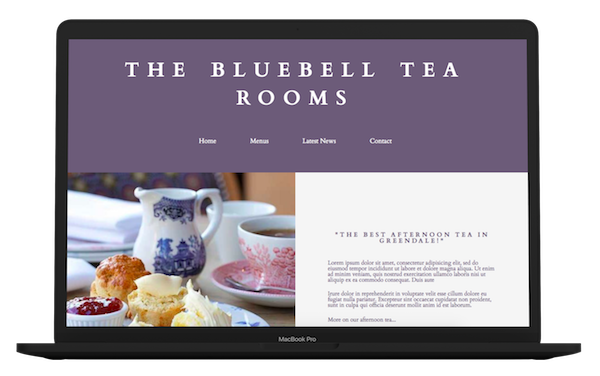 THE BLUEBELL TEA
ROOMS
Home Menus Latest News Contact
"THE BEST AFTERNOON TEA IN
GREENDALE!"
Lorem ipsum dolor sit amet, consectetur adipisicing elit, sed do
eiusmod tempor incididunt ut labore et dolore magna aliqua. Ut enim
ad minim veniam, quis nostrud exercitation ullamco laboris nisi ut
aliquip ex ea commodo consequat. Duis aute
irure dolor in reprehenderit in voluptate velit esse cillum dolore eu
fugiat nulla pariatur. Excepteur sint occaecat cupidatat non proident,
sunt in culpa qui officia deserunt mollit anim id est laborum.
More on our afternoon tea...
MacBook Pro